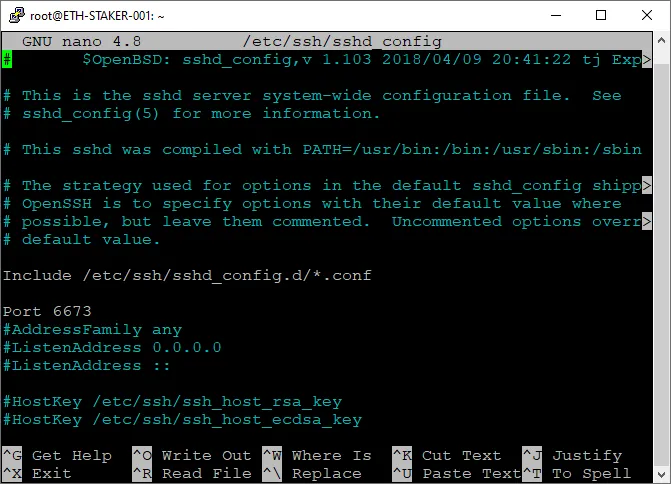 root@ETH-STAKER-001: ~
GNU nano 4.8 /etc/ssh/sshd_config
# $OpenBSD: sshd_config,v 1.103 2018/04/09 20:41:22 tj Exp>
# This is the sshd server system-wide configuration file.  See
# sshd_config(5) for more information.
# This sshd was compiled with PATH=/usr/bin:/bin:/usr/sbin:/sbin
# The strategy used for options in the default sshd_config shipp>
# OpenSSH is to specify options with their default value where
# possible, but leave them commented.  Uncommented options overr>
# default value.
Include /etc/ssh/sshd_config.d/*.conf
Port 6673
#AddressFamily any
#ListenAddress 0.0.0.0
#ListenAddress ::
#HostKey /etc/ssh/ssh_host_rsa_key
#HostKey /etc/ssh/ssh_host_ecdsa_key
^G Get Help ^O Write Out ^W Where Is ^K Cut Text ^J Justify
^X Exit ^R Read File ^\ Replace ^U Paste Text ^T To Spell